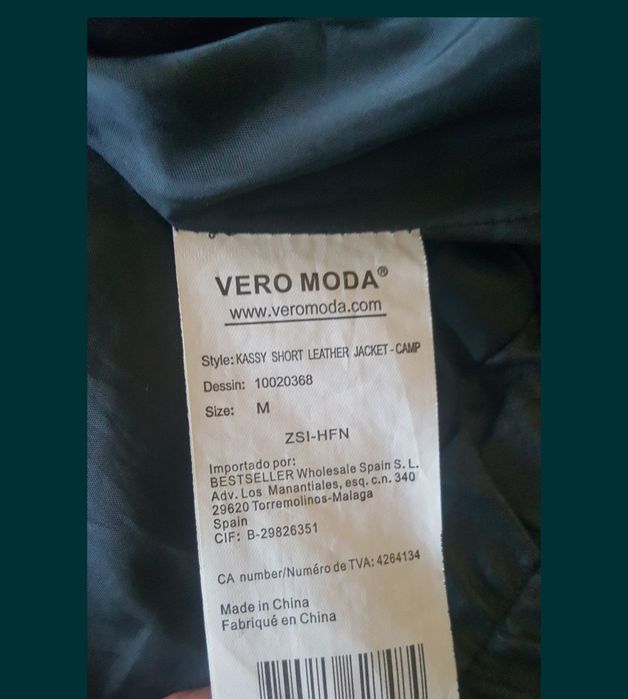 VERO MODA®
www.veromoda.com
Style: KASSY SHORT LEATHER JACKET - CAMP
Dessin: 10020368
Size: M
ZSI-HFN
Importado por:
BESTSELLER Wholesale Spain S.L.
Adv. Los Manantiales, esq. c.n. 340
29620 Torremolinos-Malaga
Spain
CIF: B-29826351
CA number/Numéro de TVA: 4264134
Made in China
Fabriqué en China